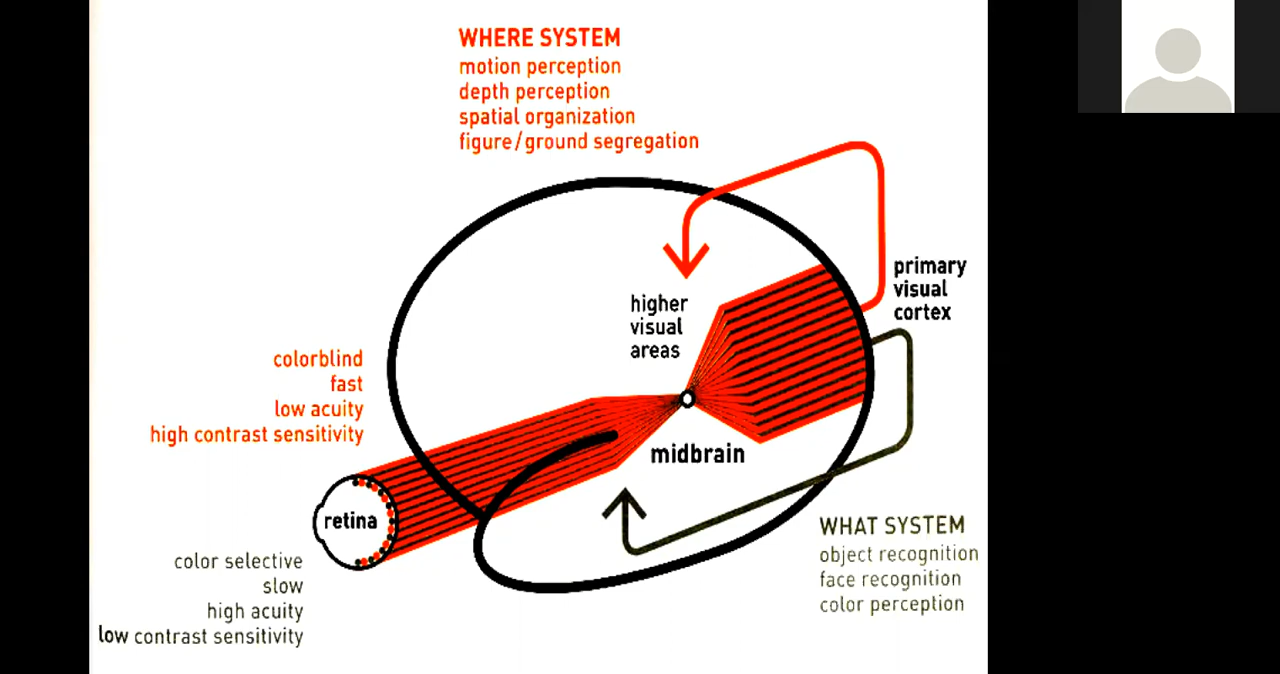 WHERE SYSTEM
motion perception
depth perception
spatial organization
figure/ground segregation
primary
visual
cortex
higher
visual
areas
colorblind
fast
low acuity
high contrast sensitivity
midbrain
retina
WHAT SYSTEM
object recognition
face recognition
color perception
color selective
slow
high acuity
low contrast sensitivity